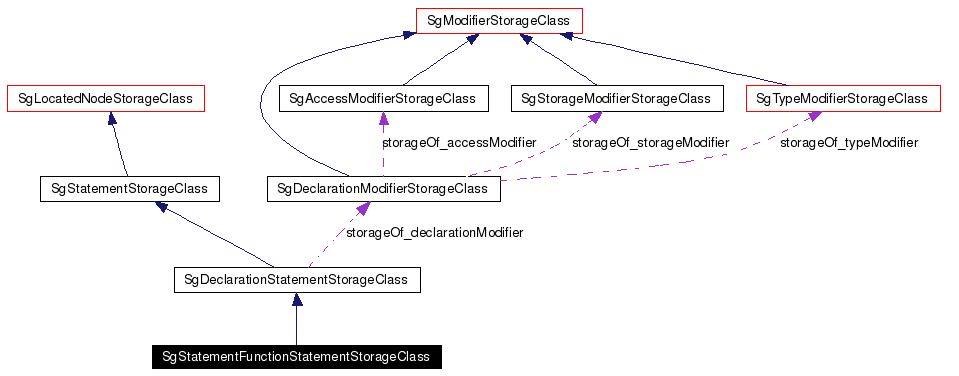 SgModifierStorageClass
SgLocatedNodeStorageClass
SgAccessModifierStorageClass
SgStorageModifierStorageClass
SgTypeModifierStorageClass
storageOf_accessModifier
storageOf_storageModifier
storageOf_typeModifier
SgStatementStorageClass
SgDeclarationModifierStorageClass
storageOf_declarationModifier
SgDeclarationStatementStorageClass
SgStatementFunctionStatementStorageClass